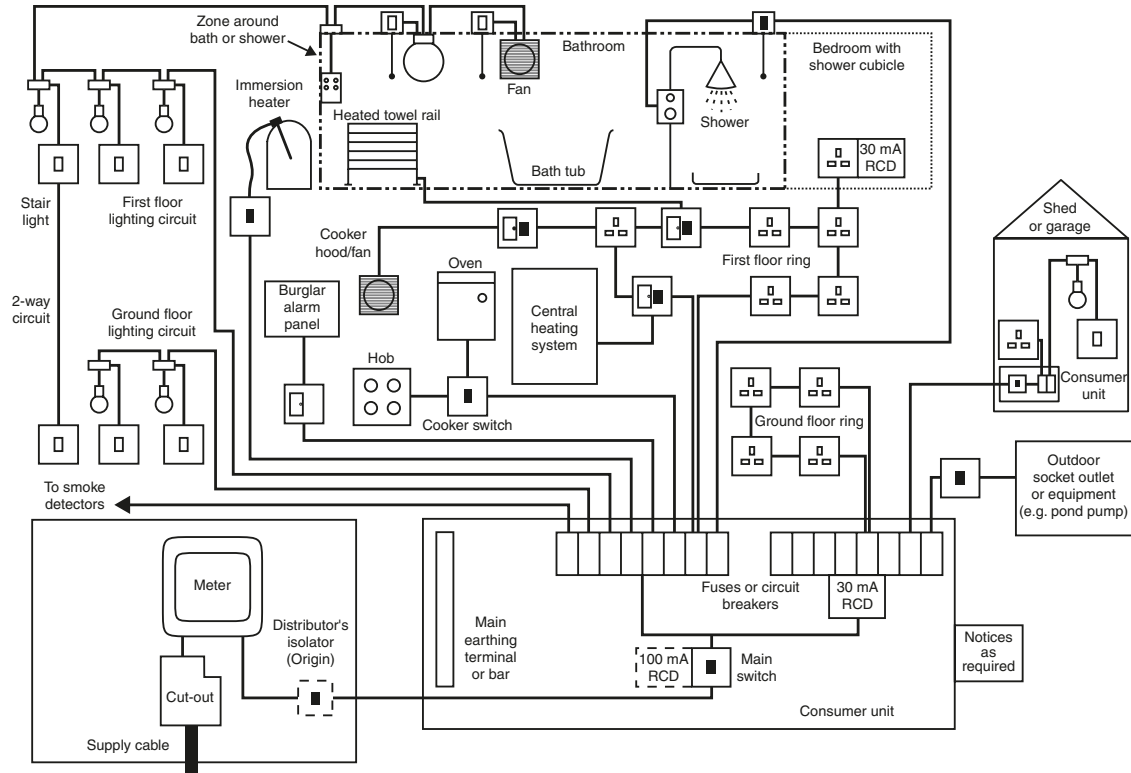 Zone around
bath or shower
Bathroom
Bedroom with
shower cubicle
Fan
Immersion
heater
Heated towel rail
Shower
Bath tub
30 mA
RCD
Stair
light
First floor
lighting circuit
Shed
or garage
Cooker
hood/fan
First floor ring
Oven
2-way
circuit
Ground floor
lighting circuit
Burglar
alarm
panel
Central
heating
system
Hob
Cooker switch
Consumer
unit
Ground floor ring
To smoke
detectors
Outdoor
socket outlet
or equipment
(e.g. pond pump)
Meter
Fuses or circuit
breakers
30 mA
RCD
Distributor's
isolator
(Origin)
Main
earthing
terminal
or bar
100 mA
RCD
Main
switch
Notices
as
required
Cut-out
Consumer unit
Supply cable